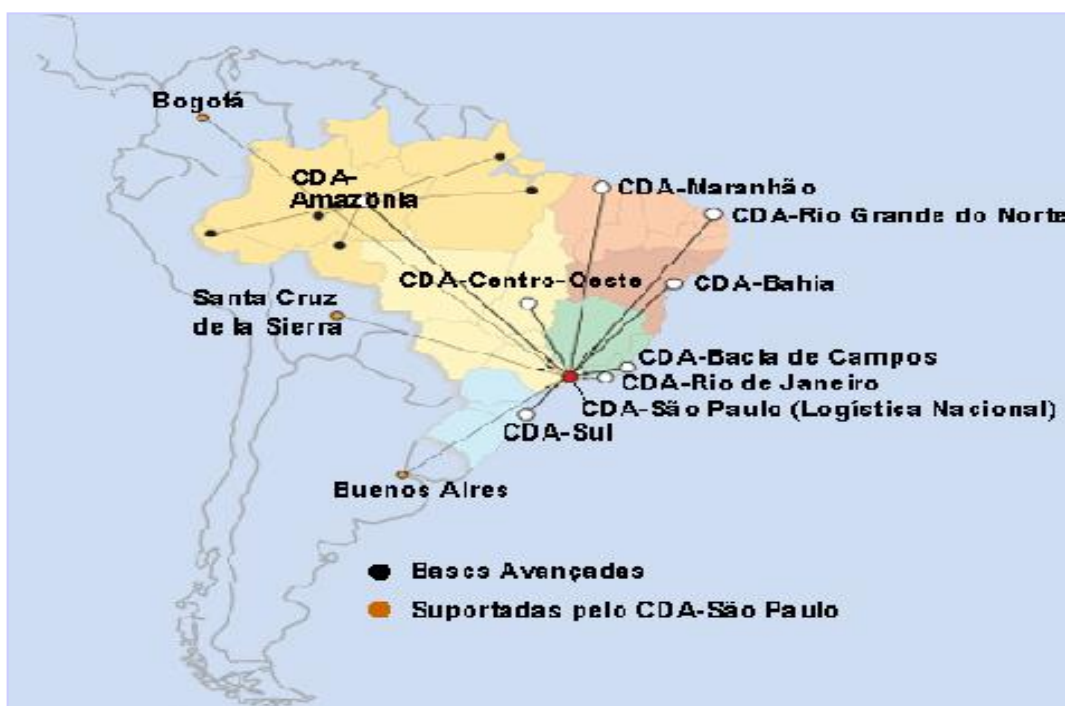 Bogotá
CDA-
Amazônia
CDA-Maranhão
CDA-Rio Grande do Norte
CDA-Centro-Oeste
CDA-Bahia
Santa Cruz
de la Sierra
CDA-Bacia de Campos
CDA-Rio de Janeiro
CDA-São Paulo (Logística Nacional)
CDA-Sul
Buenos Aires
Bases Avançadas
Suportadas pelo CDA-São Paulo